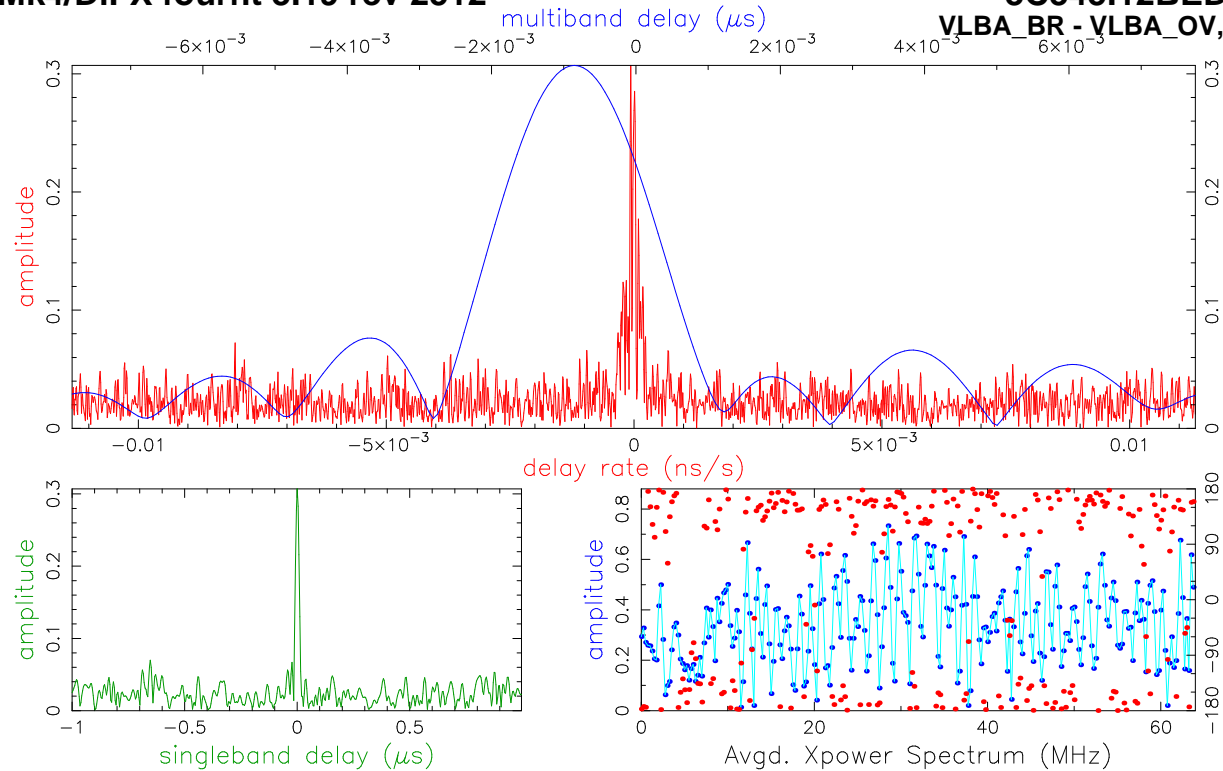 multiband delay (μs)
VLBA_BR - VLBA_OV,
−6×10⁻³ −4×10⁻³ −2×10⁻³ 0 2×10⁻³ 4×10⁻³ 6×10⁻³
0.3 0.3
0.2 0.2
amplitude
0.1 0.1
0 0
−0.01 −5×10⁻³ 0 5×10⁻³ 0.01
delay rate (ns/s)
0.3
0.2
amplitude
0.1
0
−1 −0.5 0 0.5
singleband delay (μs)
0.8 180
0.6 90
amplitude
0.4 0
0.2 −90
0 −180
0 20 40 60
Avgd. Xpower Spectrum (MHz)